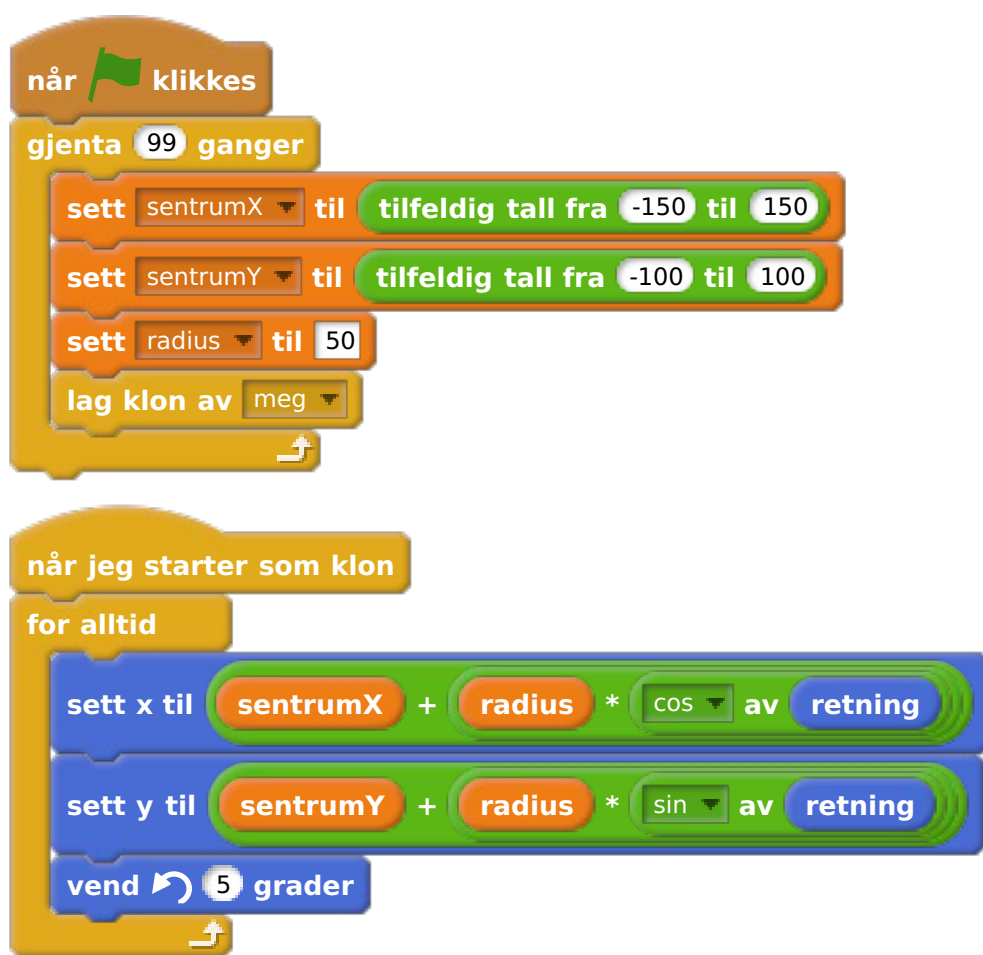 når klikkes
gjenta 99 ganger
sett sentrumX til tilfeldig tall fra -150 til 150
sett sentrumY til tilfeldig tall fra -100 til 100
sett radius til 50
lag klon av meg
når jeg starter som klon
for alltid
sett x til sentrumX + radius * cos av retning
sett y til sentrumY + radius * sin av retning
vend 5 grader